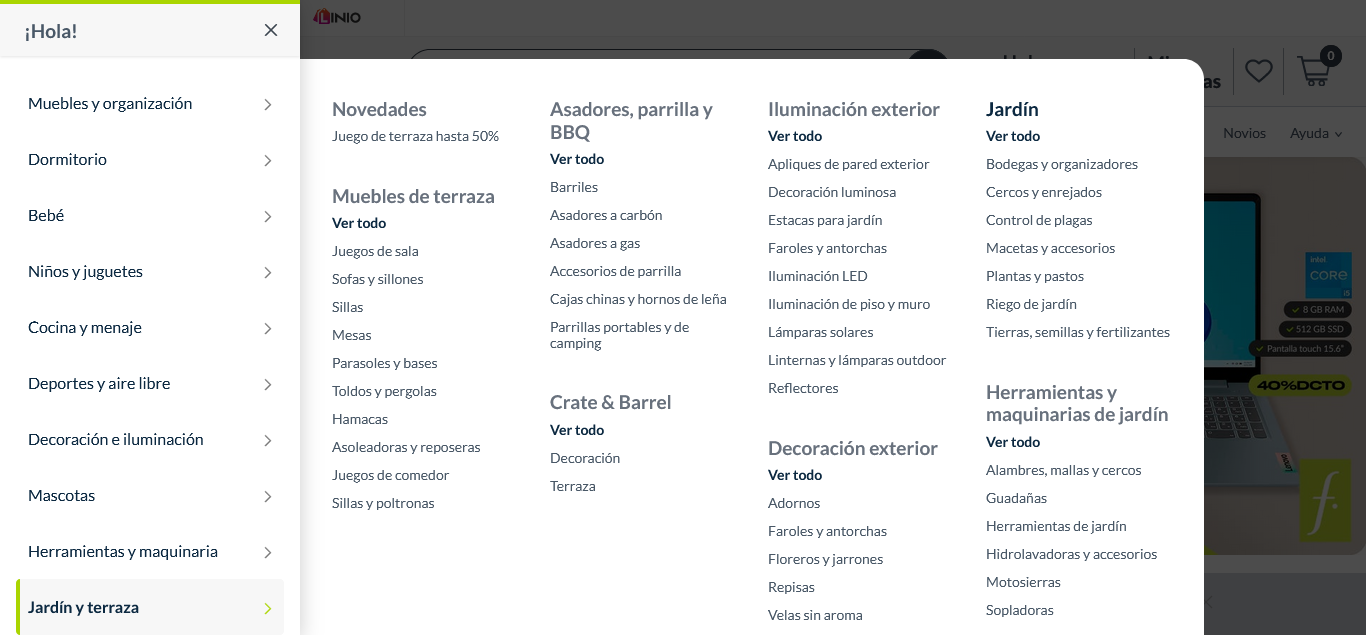 ¡Hola!
Muebles y organización
Dormitorio
Bebé
Niños y juguetes
Cocina y menaje
Deportes y aire libre
Decoración e iluminación
Mascotas
Herramientas y maquinaria
Jardín y terraza
LINIO
0
Novios
Ayuda
Novedades
Juego de terraza hasta 50%
Muebles de terraza
Ver todo
Juegos de sala
Sofas y sillones
Sillas
Mesas
Parasoles y bases
Toldos y pergolas
Hamacas
Asoleadoras y reposeras
Juegos de comedor
Sillas y poltronas
Asadores, parrilla y
BBQ
Ver todo
Barriles
Asadores a carbón
Asadores a gas
Accesorios de parrilla
Cajas chinas y hornos de leña
Parrillas portables y de
camping
Crate & Barrel
Ver todo
Decoración
Terraza
Iluminación exterior
Ver todo
Apliques de pared exterior
Decoración luminosa
Estacas para jardín
Faroles y antorchas
Iluminación LED
Iluminación de piso y muro
Lámparas solares
Linternas y lámparas outdoor
Reflectores
Decoración exterior
Ver todo
Adornos
Faroles y antorchas
Floreros y jarrones
Repisas
Velas sin aroma
Jardín
Ver todo
Bodegas y organizadores
Cercos y enrejados
Control de plagas
Macetas y accesorios
Plantas y pastos
Riego de jardín
Tierras, semillas y fertilizantes
Herramientas y
maquinarias de jardín
Ver todo
Alambres, mallas y cercos
Guadañas
Herramientas de jardín
Hidrolavadoras y accesorios
Motosierras
Sopladoras
intel
CORE
i5
8 GB RAM
512 GB SSD
Pantalla touch 15.6"
40%DCTO
f.